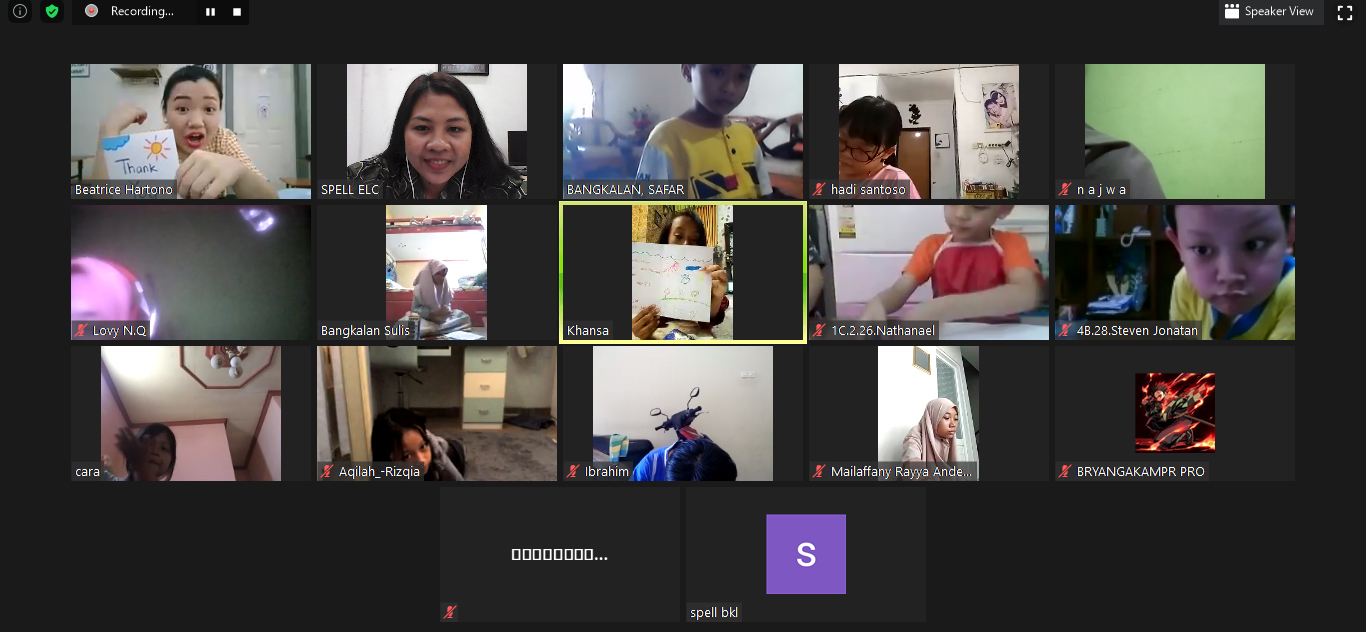 Recording...
Speaker View
Thank
Beatrice Hartono
SPELL ELC
BANGKALAN, SAFAR
hadi santoso
n a j w a
Lovy N.Q
Bangkalan Sulis
Khansa
1C.2.26.Nathanael
4B.28.Steven Jonatan
cara
Aqilah_-Rizqia
Ibrahim
Mailaffany Rayya Ande...
BRYANGAKAMPR PRO
S
spell bkl